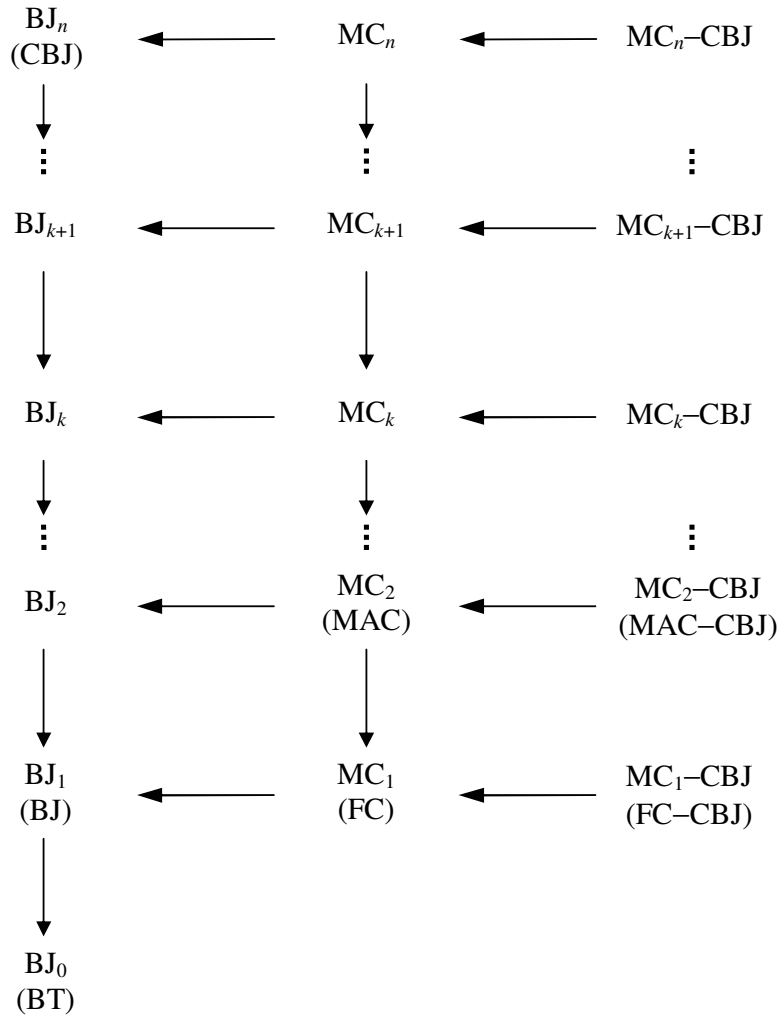 BJₙ MCₙ MCₙ–CBJ
(CBJ)
BJₖ₊₁ MCₖ₊₁ MCₖ₊₁–CBJ
BJₖ MCₖ MCₖ–CBJ
BJ₂ MC₂ MC₂–CBJ
(MAC) (MAC–CBJ)
BJ₁ MC₁ MC₁–CBJ
(BJ) (FC) (FC–CBJ)
BJ₀
(BT)